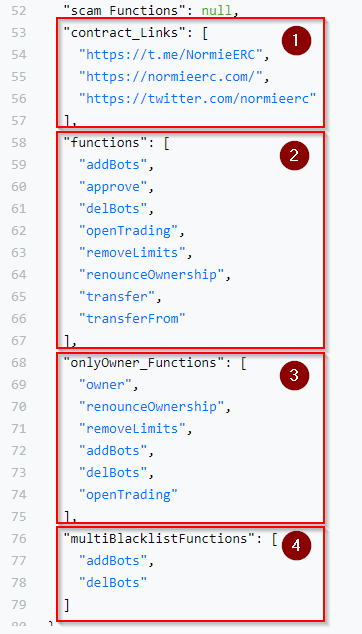 52 "scam_Functions": null,
53 "contract_Links": [
1
54 "https://t.me/NormieERC",
55 "https://normieerc.com/",
56 "https://twitter.com/normieerc"
57 ],
58 "functions": [
2
59 "addBots",
60 "approve",
61 "delBots",
62 "openTrading",
63 "removeLimits",
64 "renounceOwnership",
65 "transfer",
66 "transferFrom"
67 ],
68 "onlyOwner_Functions": [
3
69 "owner",
70 "renounceOwnership",
71 "removeLimits",
72 "addBots",
73 "delBots",
74 "openTrading"
75 ],
76 "multiBlacklistFunctions": [
4
77 "addBots",
78 "delBots"
79 ]
80 }